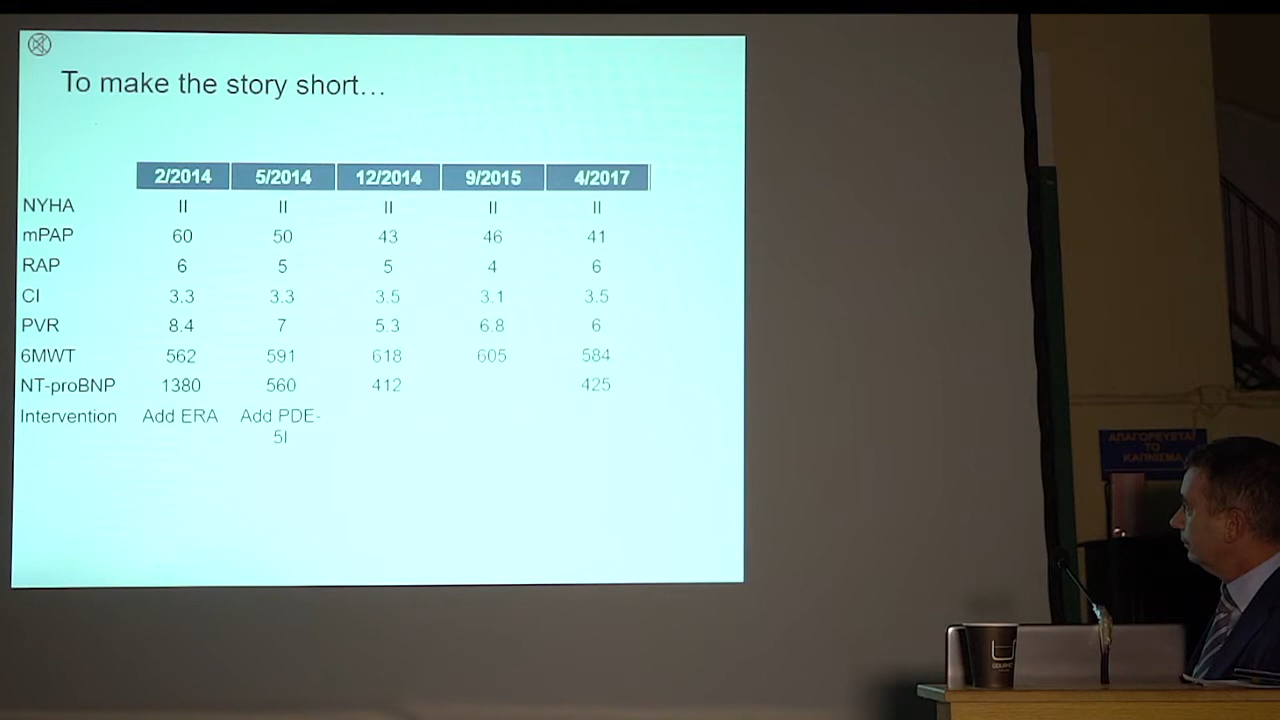 To make the story short...
2/2014 5/2014 12/2014 9/2015 4/2017
NYHA II II II II II
mPAP 60 50 43 46 41
RAP 6 5 5 4 6
CI 3.3 3.3 3.5 3.1 3.5
PVR 8.4 7 5.3 6.8 6
6MWT 562 591 618 605 584
NT-proBNP 1380 560 412 425
Intervention Add ERA Add PDE-
5I
ΑΠΑΓΟΡΕΥΕΤΑΙ
ΤΟ
ΚΑΠΝΙΣΜΑ